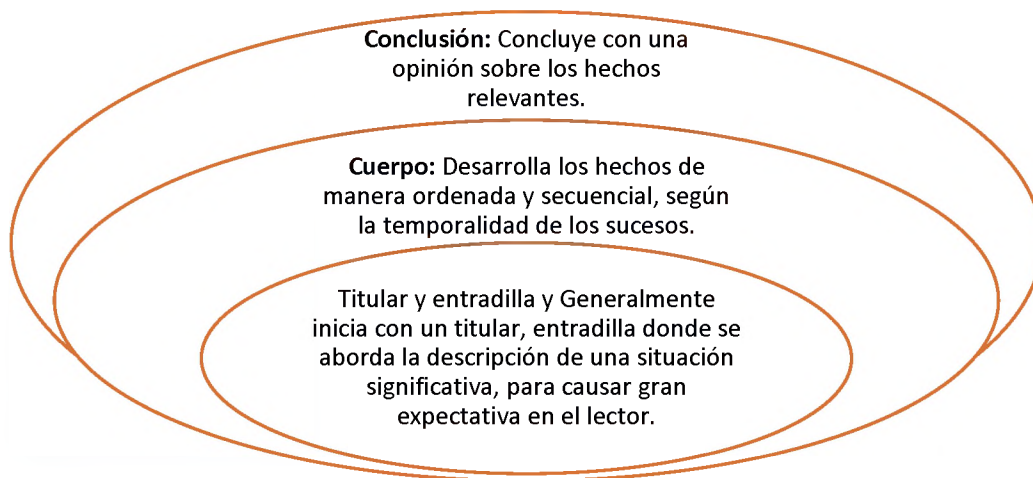 Conclusión: Concluye con una
opinión sobre los hechos
relevantes.
Cuerpo: Desarrolla los hechos de
manera ordenada y secuencial, según
la temporalidad de los sucesos.
Titular y entradilla y Generalmente
inicia con un titular, entradilla donde se
aborda la descripción de una situación
significativa, para causar gran
expectativa en el lector.